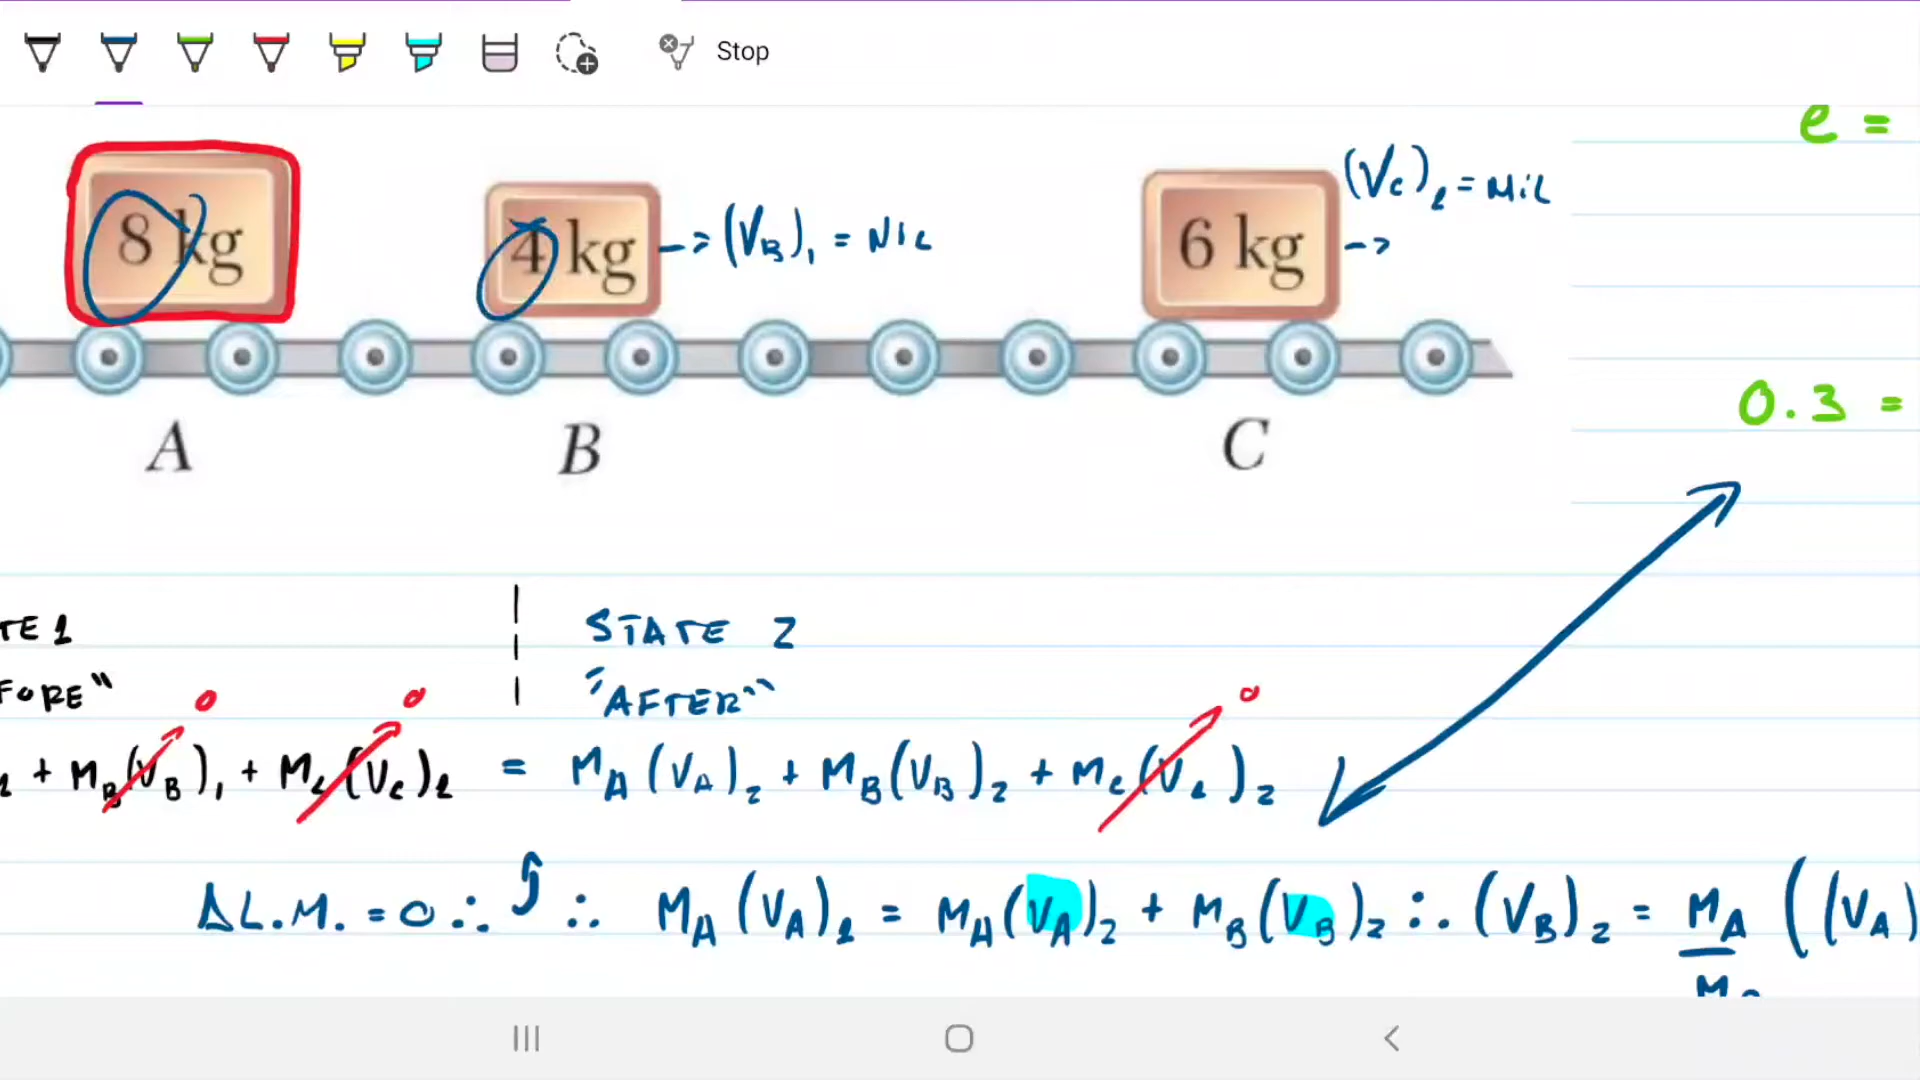 Stop
e =
8 kg
4 kg
-> (VB)1 = NIL
6 kg
(Vc)1 = NIL
->
0.3 =
A
B
C
TE 1
STATE 2
FORE"
"AFTER"
0
0
0
1 + MB(VB)1 + Mc(Vc)1 = MA(VA)2 + MB(VB)2 + Mc(Vc)2
ΔL.M. = 0 ∴ ∴ MA(VA)1 = MA(VA)2 + MB(VB)2 ∴ (VB)2 = MA ((VA)